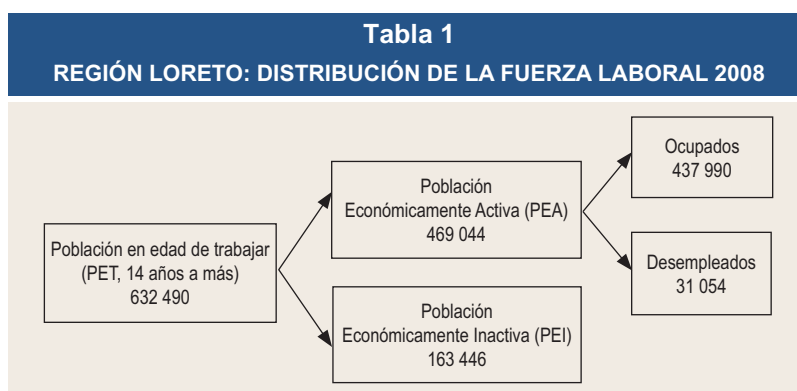 Tabla 1
REGIÓN LORETO: DISTRIBUCIÓN DE LA FUERZA LABORAL 2008
Población en edad de trabajar
(PET, 14 años a más)
632 490
Población
Económicamente Activa (PEA)
469 044
Población
Económicamente Inactiva (PEI)
163 446
Ocupados
437 990
Desempleados
31 054